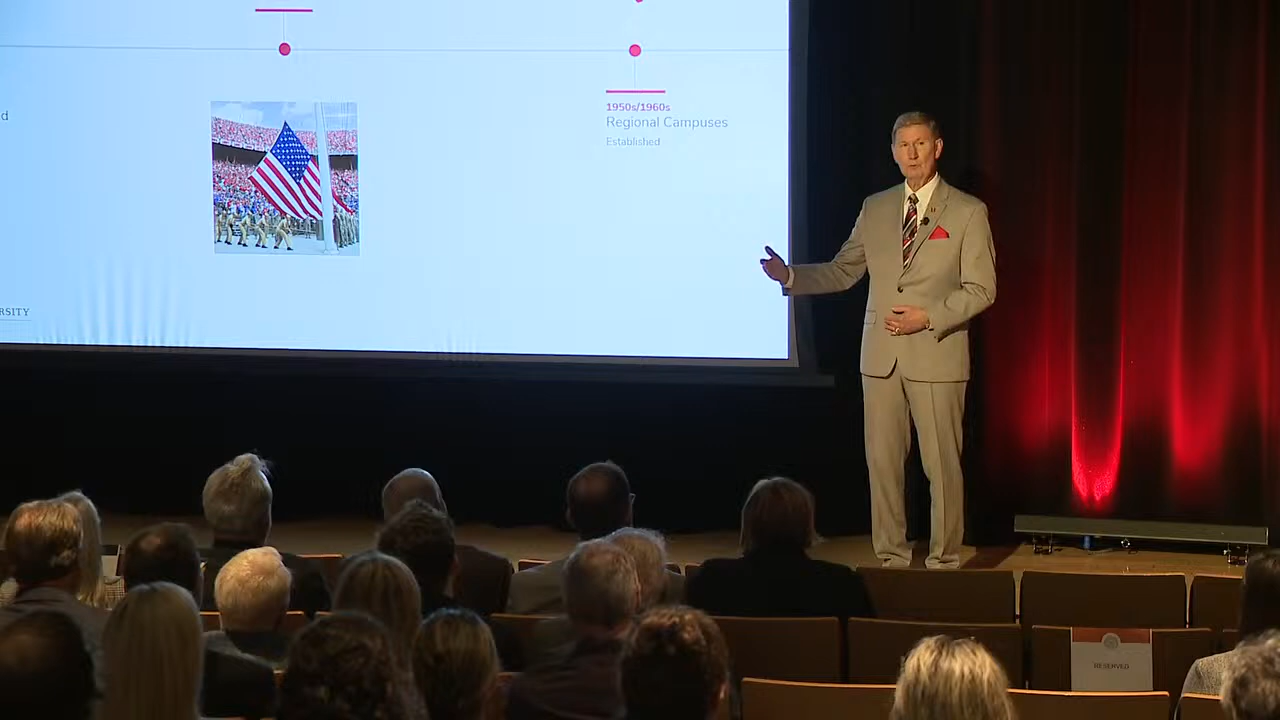 d
1950s/1960s
Regional Campuses
Established
RSITY
RESERVED